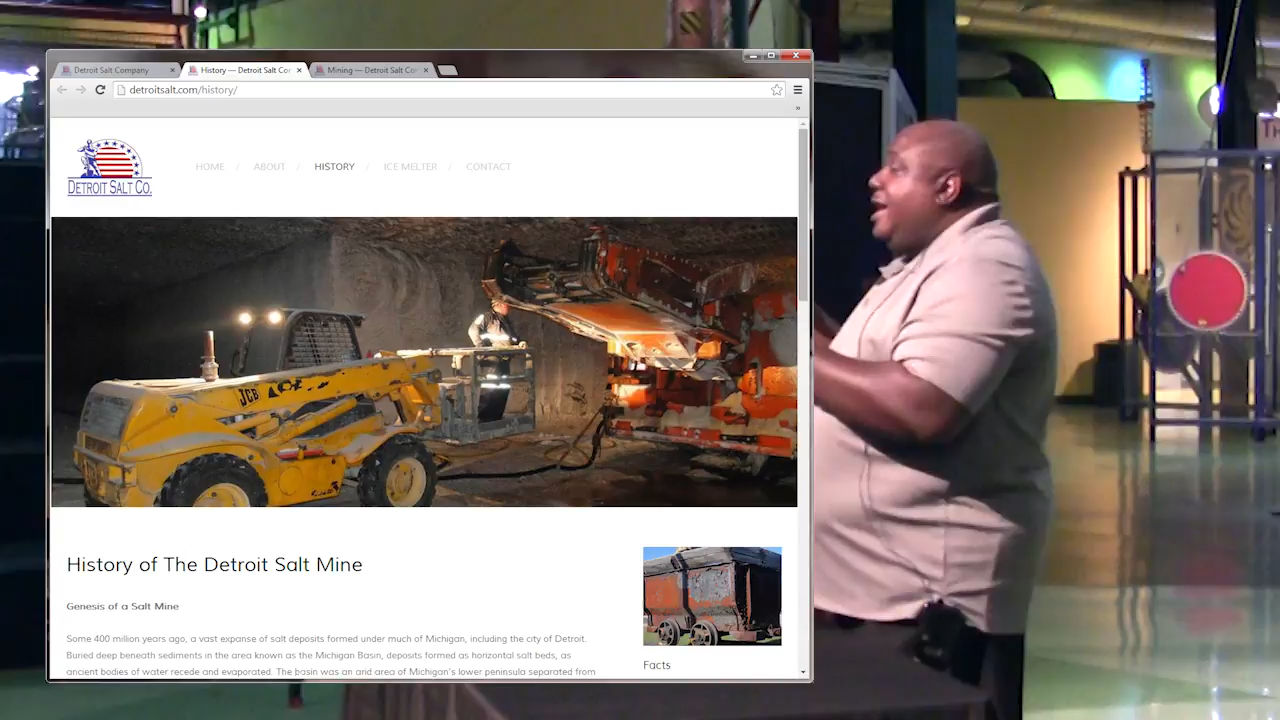 Detroit Salt Company
History — Detroit Salt Co
Mining — Detroit Salt Co
detroitsalt.com/history/
DETROIT SALT CO.
HOME / ABOUT / HISTORY / ICE MELTER / CONTACT
JCB
History of The Detroit Salt Mine
Genesis of a Salt Mine
Some 400 million years ago, a vast expanse of salt deposits formed under much of Michigan, including the city of Detroit.
Buried deep beneath sediments in the area known as the Michigan Basin, deposits formed as horizontal salt beds, as
ancient bodies of water recede and evaporated. The basin was an arid area of Michigan's lower peninsula separated from
Facts